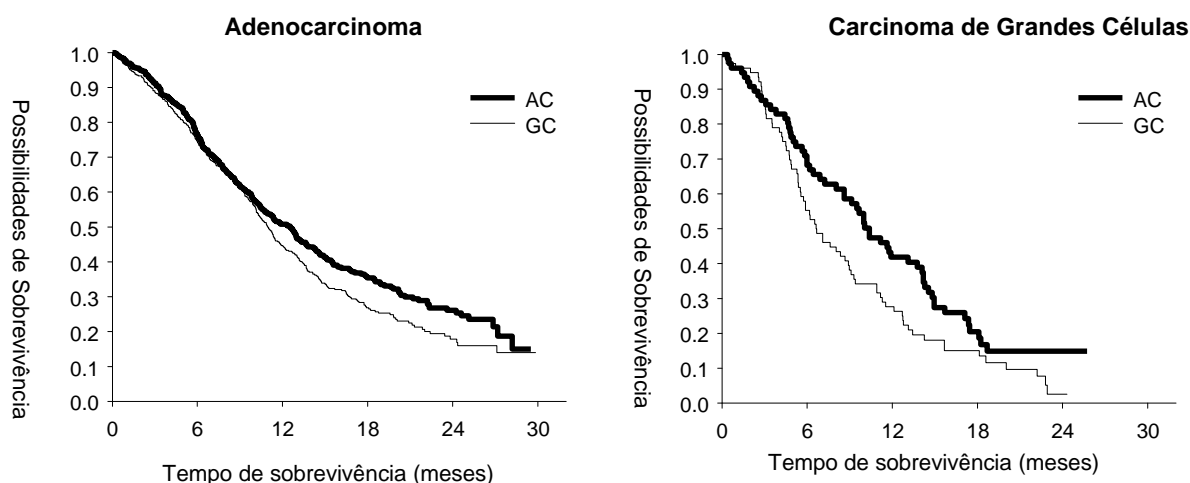 Adenocarcinoma
Possibilidades de Sobrevivência
1.0
0.9
0.8
0.7
0.6
0.5
0.4
0.3
0.2
0.1
0.0
AC
GC
0 6 12 18 24 30
Tempo de sobrevivência (meses)
Carcinoma de Grandes Células
Possibilidades de Sobrevivência
1.0
0.9
0.8
0.7
0.6
0.5
0.4
0.3
0.2
0.1
0.0
AC
GC
0 6 12 18 24 30
Tempo de sobrevivência (meses)